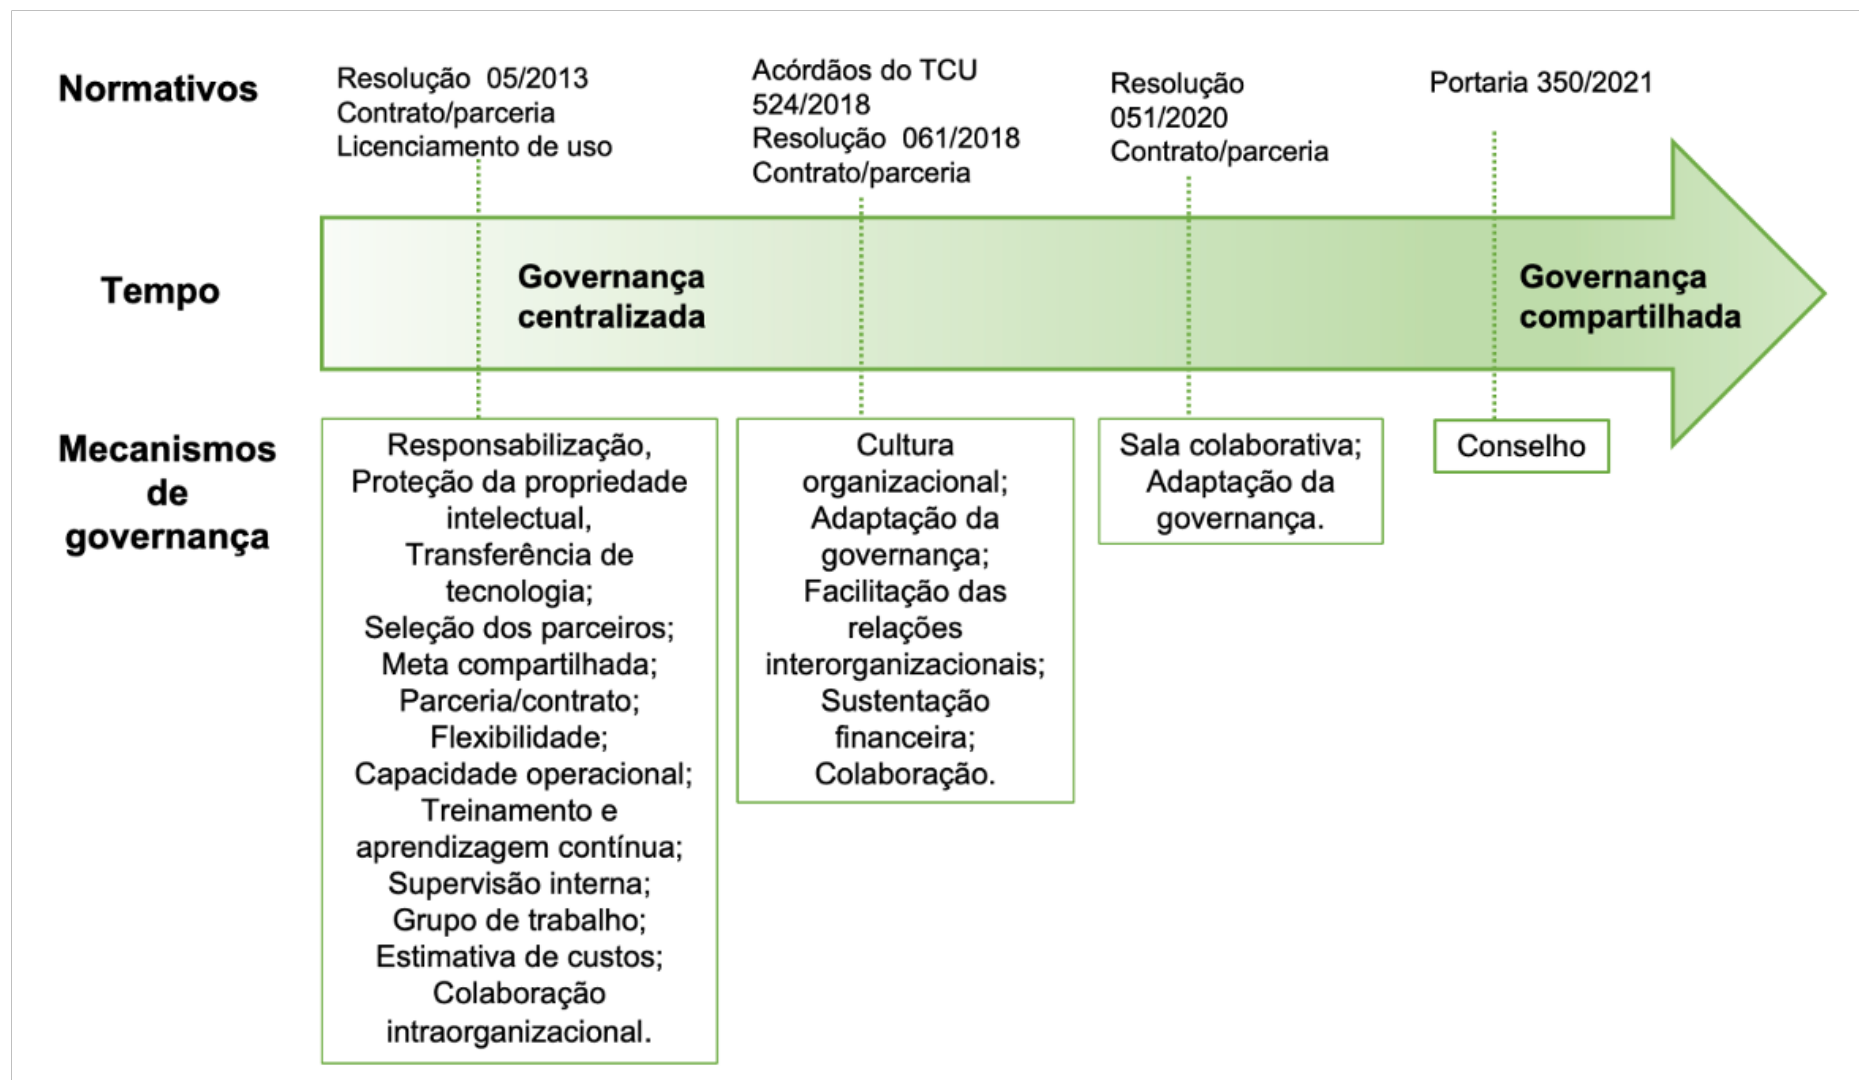 Normativos
Resolução 05/2013
Contrato/parceria
Licenciamento de uso
Acórdãos do TCU
524/2018
Resolução 061/2018
Contrato/parceria
Resolução
051/2020
Contrato/parceria
Portaria 350/2021
Tempo
Governança
centralizada
Governança
compartilhada
Mecanismos
de
governança
Responsabilização,
Proteção da propriedade
intelectual,
Transferência de
tecnologia;
Seleção dos parceiros;
Meta compartilhada;
Parceria/contrato;
Flexibilidade;
Capacidade operacional;
Treinamento e
aprendizagem contínua;
Supervisão interna;
Grupo de trabalho;
Estimativa de custos;
Colaboração
intraorganizacional.
Cultura
organizacional;
Adaptação da
governança;
Facilitação das
relações
interorganizacionais;
Sustentação
financeira;
Colaboração.
Sala colaborativa;
Adaptação da
governança.
Conselho